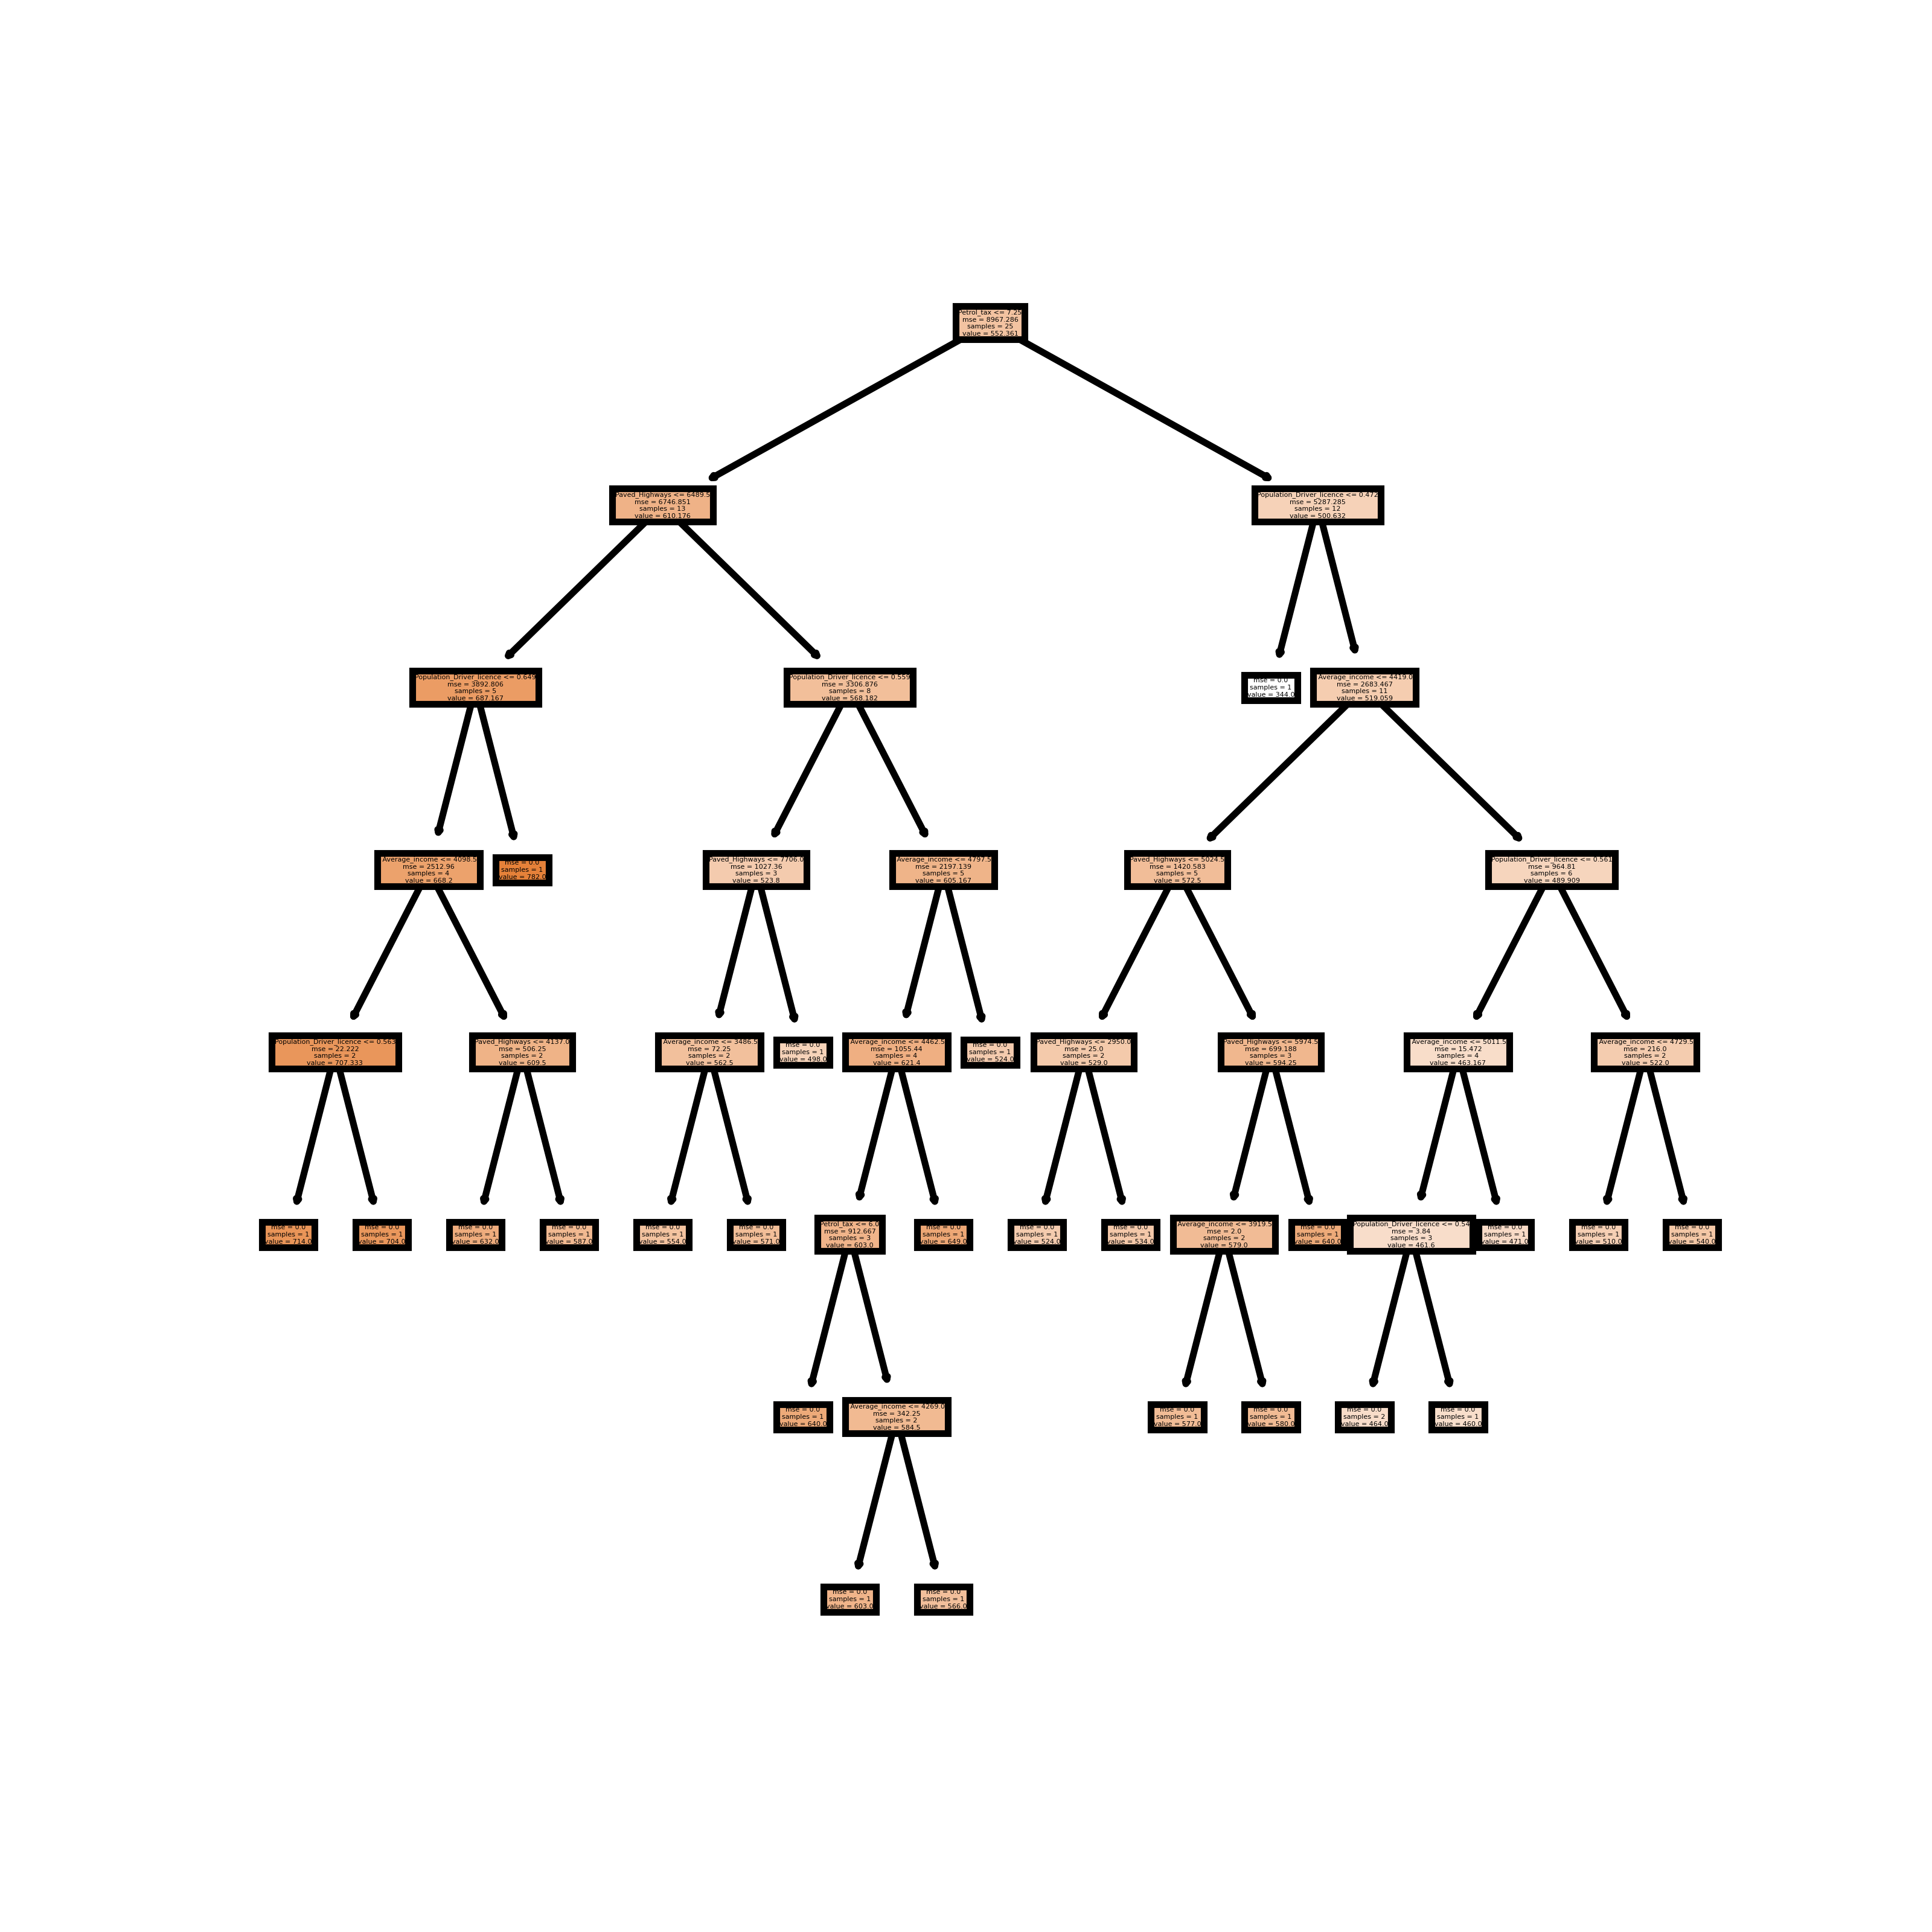 Petrol_tax <= 7.25
mse = 8967.286
samples = 25
value = 552.361
Paved_Highways <= 6489.5
mse = 6746.851
samples = 13
value = 610.176
Population_Driver_licence <= 0.472
mse = 5287.285
samples = 12
value = 500.632
Population_Driver_licence <= 0.649
mse = 3892.806
samples = 5
value = 687.167
Population_Driver_licence <= 0.559
mse = 3306.876
samples = 8
value = 568.182
mse = 0.0
samples = 1
value = 344.0
Average_income <= 4419.0
mse = 2683.467
samples = 11
value = 519.059
Average_income <= 4098.5
mse = 2512.96
samples = 4
value = 668.2
mse = 0.0
samples = 1
value = 782.0
Paved_Highways <= 7706.0
mse = 1027.36
samples = 3
value = 523.8
Average_income <= 4797.5
mse = 2197.139
samples = 5
value = 605.167
Paved_Highways <= 5024.5
mse = 1420.583
samples = 5
value = 572.5
Population_Driver_licence <= 0.561
mse = 964.81
samples = 6
value = 489.909
Population_Driver_licence <= 0.563
mse = 22.222
samples = 2
value = 707.333
Paved_Highways <= 4137.0
mse = 506.25
samples = 2
value = 609.5
Average_income <= 3486.5
mse = 72.25
samples = 2
value = 562.5
mse = 0.0
samples = 1
value = 498.0
Average_income <= 4462.5
mse = 1055.44
samples = 4
value = 621.4
mse = 0.0
samples = 1
value = 524.0
Paved_Highways <= 2950.0
mse = 25.0
samples = 2
value = 529.0
Paved_Highways <= 5974.5
mse = 699.188
samples = 3
value = 594.25
Average_income <= 5011.5
mse = 15.472
samples = 4
value = 463.167
Average_income <= 4729.5
mse = 216.0
samples = 2
value = 522.0
mse = 0.0
samples = 1
value = 714.0
mse = 0.0
samples = 1
value = 704.0
mse = 0.0
samples = 1
value = 632.0
mse = 0.0
samples = 1
value = 587.0
mse = 0.0
samples = 1
value = 554.0
mse = 0.0
samples = 1
value = 571.0
Petrol_tax <= 6.0
mse = 912.667
samples = 3
value = 603.0
mse = 0.0
samples = 1
value = 649.0
mse = 0.0
samples = 1
value = 524.0
mse = 0.0
samples = 1
value = 534.0
Average_income <= 3919.5
mse = 2.0
samples = 2
value = 579.0
mse = 0.0
samples = 1
value = 640.0
Population_Driver_licence <= 0.54
mse = 3.84
samples = 3
value = 461.6
mse = 0.0
samples = 1
value = 471.0
mse = 0.0
samples = 1
value = 510.0
mse = 0.0
samples = 1
value = 540.0
mse = 0.0
samples = 1
value = 640.0
Average_income <= 4269.0
mse = 342.25
samples = 2
value = 584.5
mse = 0.0
samples = 1
value = 577.0
mse = 0.0
samples = 1
value = 580.0
mse = 0.0
samples = 2
value = 464.0
mse = 0.0
samples = 1
value = 460.0
mse = 0.0
samples = 1
value = 603.0
mse = 0.0
samples = 1
value = 566.0